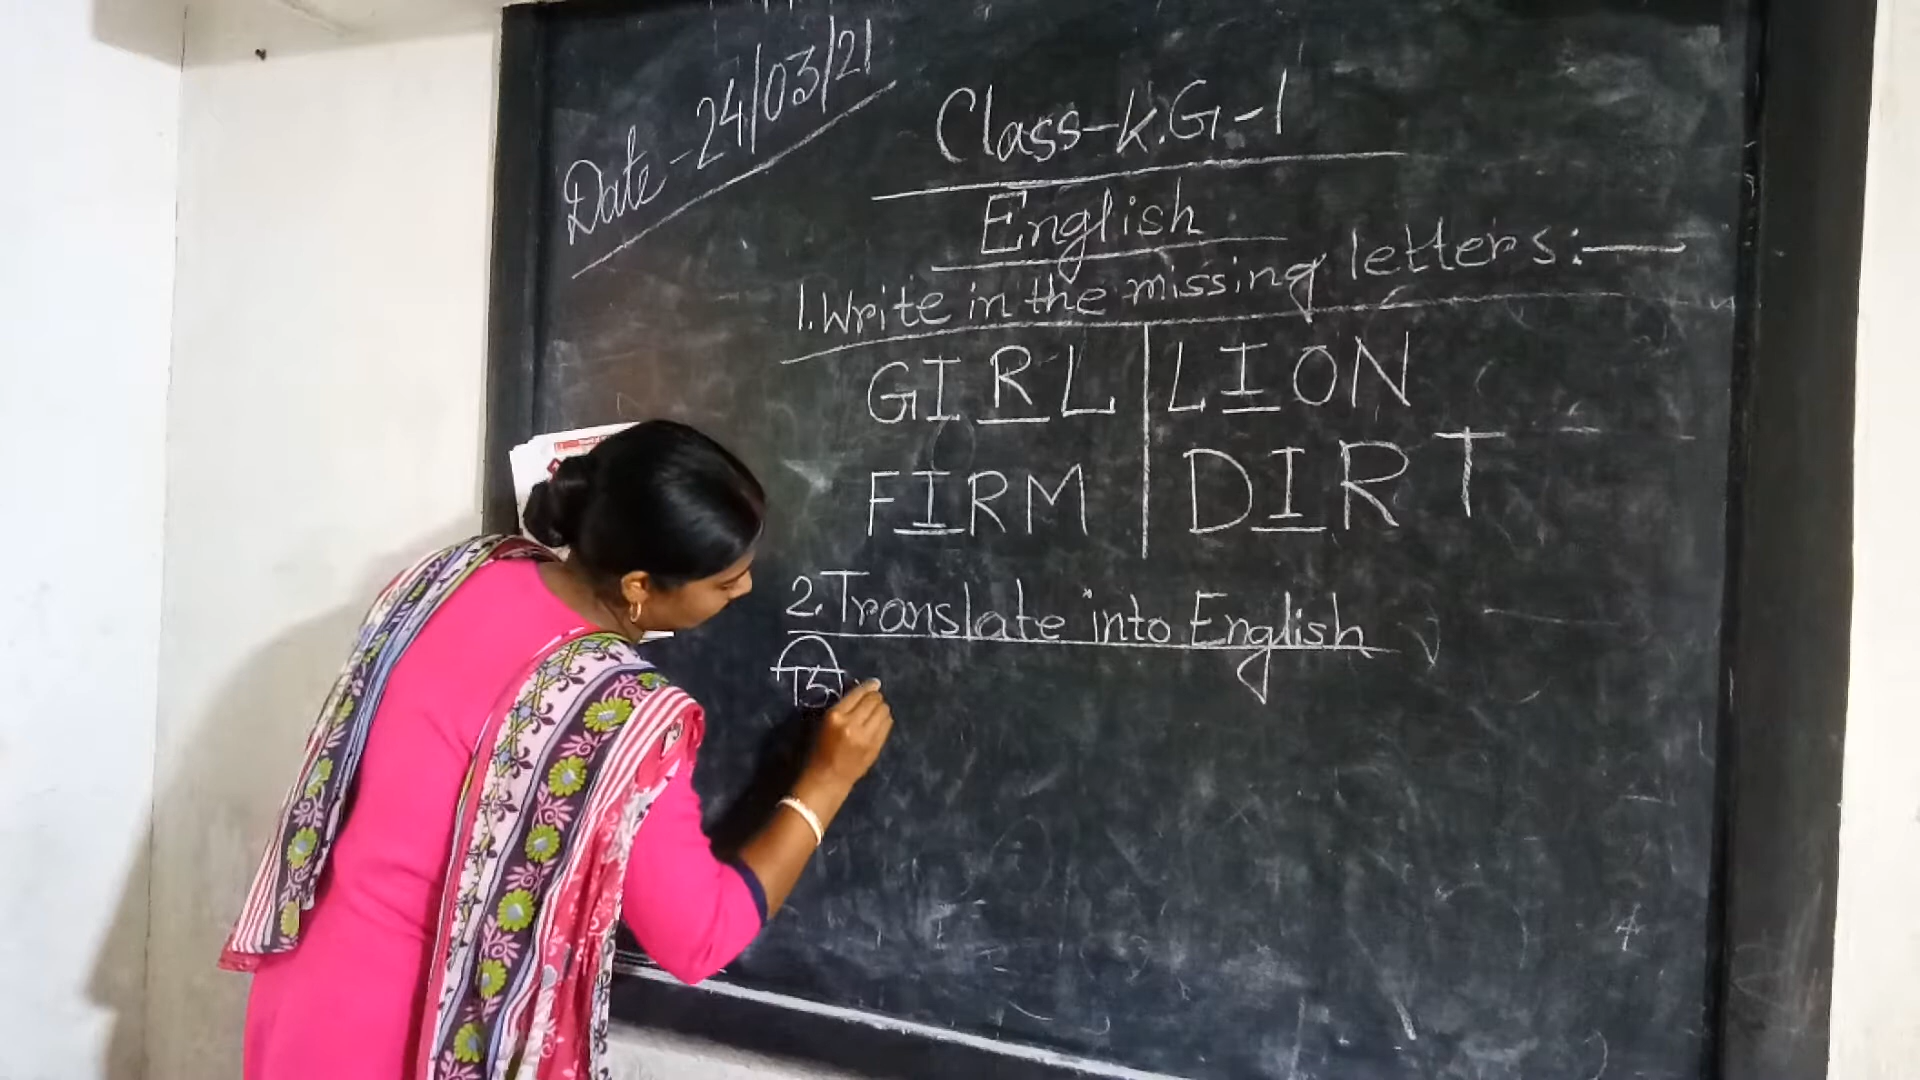 Date - 24/03/21
Class - K.G - 1
English
1. Write in the missing letters:—
GIRL | LION
FIRM | DIRT
2. Translate into English